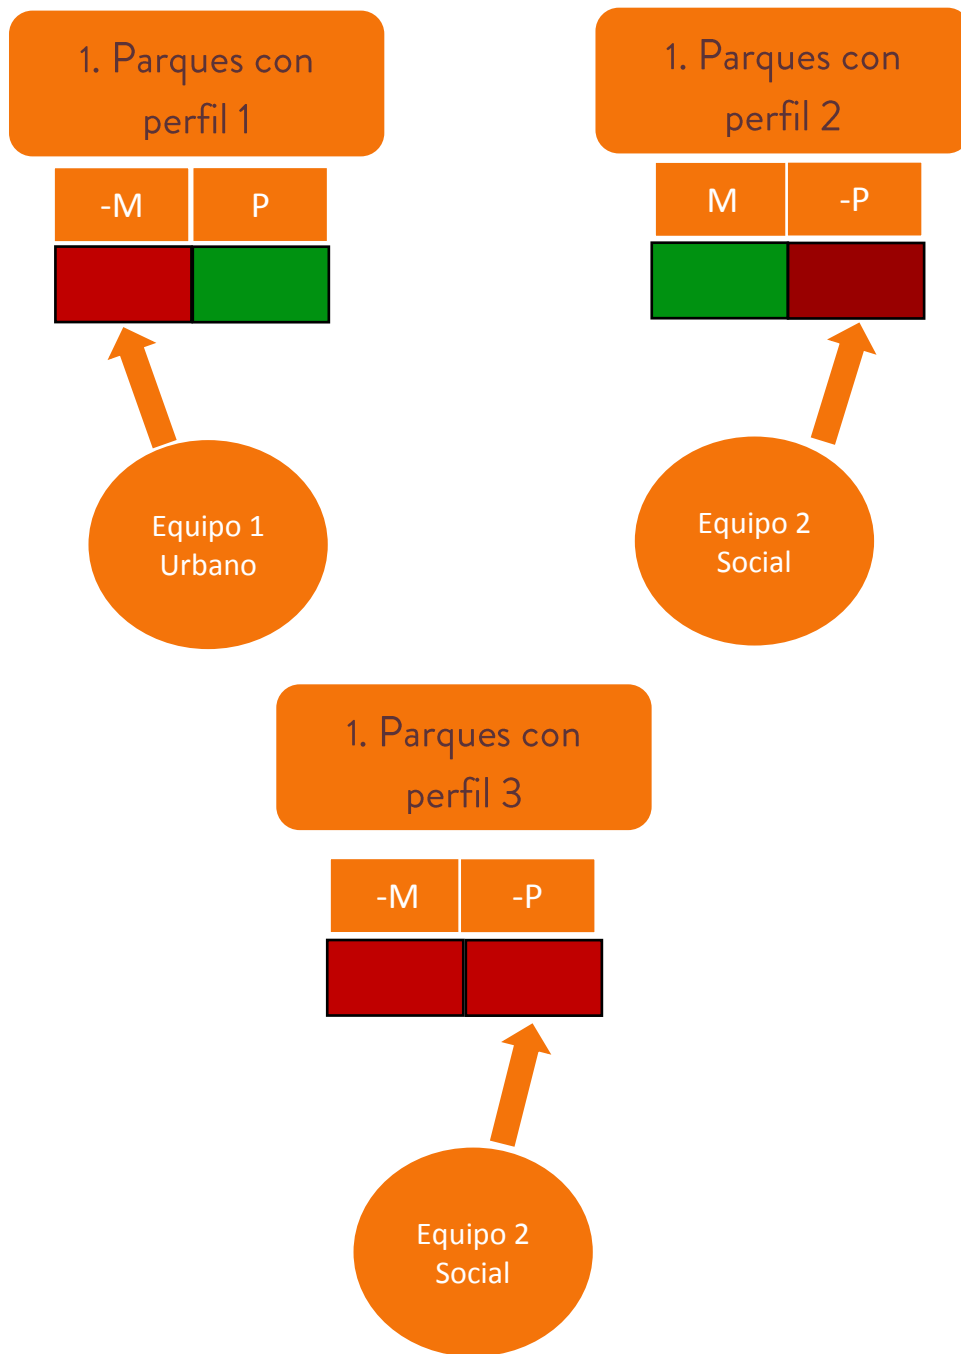 1. Parques con
perfil 1
-M P
Equipo 1
Urbano
1. Parques con
perfil 2
M -P
Equipo 2
Social
1. Parques con
perfil 3
-M -P
Equipo 2
Social